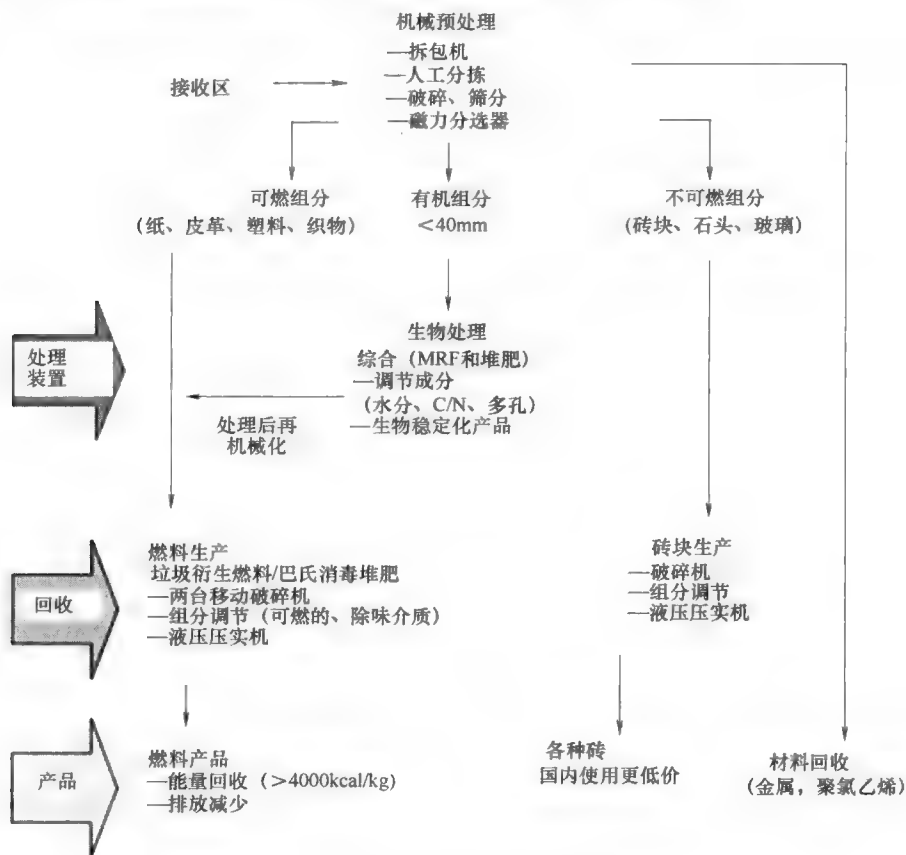 机械预处理
—拆包机
—人工分拣
接收区
—破碎、筛分
—磁力分选器
可燃组分
(纸、皮革、塑料、织物)
有机组分
<40mm
不可燃组分
(砖块、石头、玻璃)
生物处理
综合(MRF和堆肥)
—调节成分
(水分、C/N、多孔)
—生物稳定化产品
处理
装置
处理后再
机械化
燃料生产
垃圾衍生燃料/巴氏消毒堆肥
—两台移动破碎机
—组分调节(可燃的、除味介质)
—液压压实机
砖块生产
—破碎机
—组分调节
—液压压实机
回收
燃料产品
—能量回收(>4000kcal/kg)
—排放减少
各种砖
国内使用更低价
材料回收
(金属,聚氯乙烯)
产品